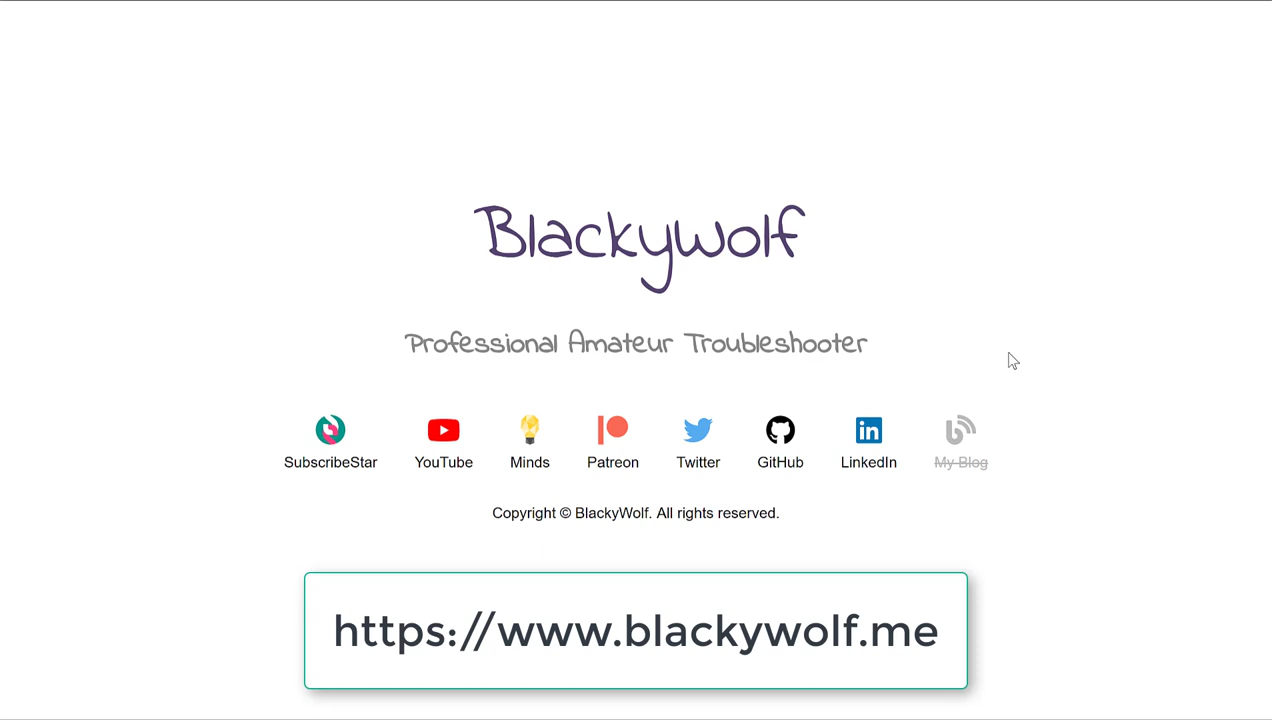 Blackywolf
Professional Amateur Troubleshooter
SubscribeStar YouTube Minds Patreon Twitter GitHub LinkedIn My Blog
Copyright © BlackyWolf. All rights reserved.
https://www.blackywolf.me